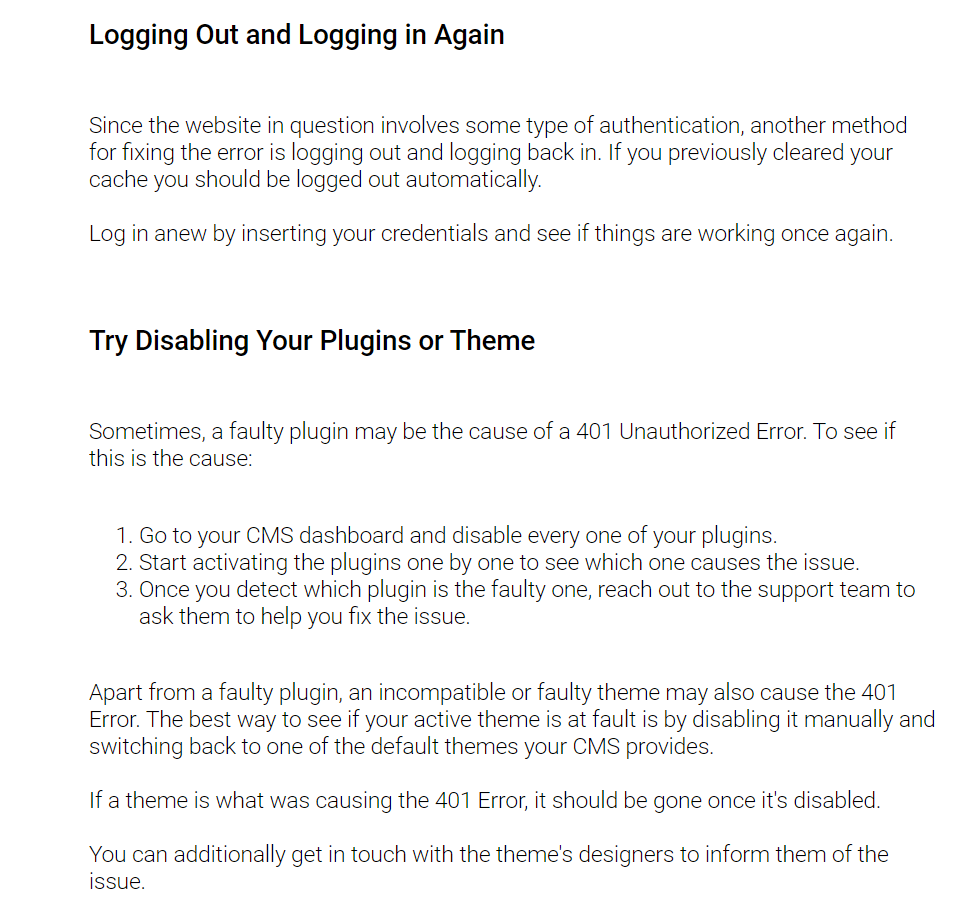 Logging Out and Logging in Again
Since the website in question involves some type of authentication, another method
for fixing the error is logging out and logging back in. If you previously cleared your
cache you should be logged out automatically.
Log in anew by inserting your credentials and see if things are working once again.
Try Disabling Your Plugins or Theme
Sometimes, a faulty plugin may be the cause of a 401 Unauthorized Error. To see if
this is the cause:
1. Go to your CMS dashboard and disable every one of your plugins.
2. Start activating the plugins one by one to see which one causes the issue.
3. Once you detect which plugin is the faulty one, reach out to the support team to
ask them to help you fix the issue.
Apart from a faulty plugin, an incompatible or faulty theme may also cause the 401
Error. The best way to see if your active theme is at fault is by disabling it manually and
switching back to one of the default themes your CMS provides.
If a theme is what was causing the 401 Error, it should be gone once it's disabled.
You can additionally get in touch with the theme's designers to inform them of the
issue.